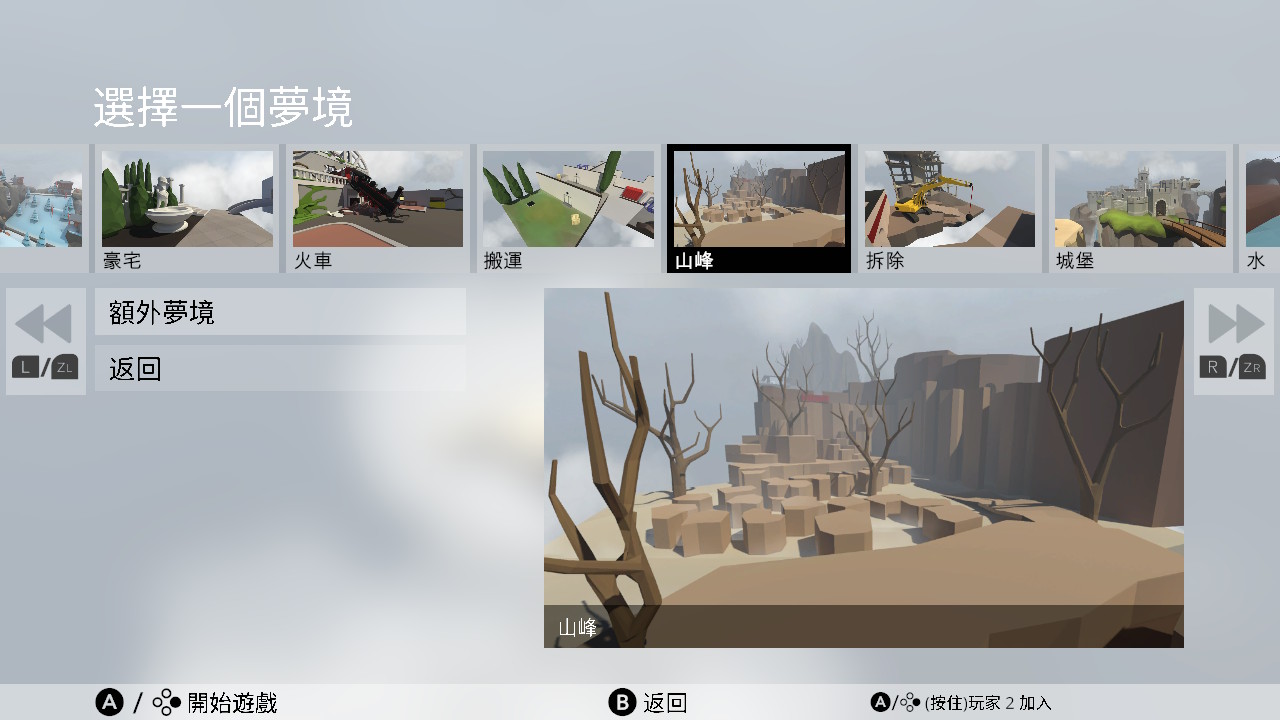 選擇一個夢境
豪宅
火車
搬運
山峰
拆除
城堡
水
額外夢境
返回
L/ZL
R/ZR
山峰
A / 開始遊戲
B 返回
A/(按住)玩家 2 加入